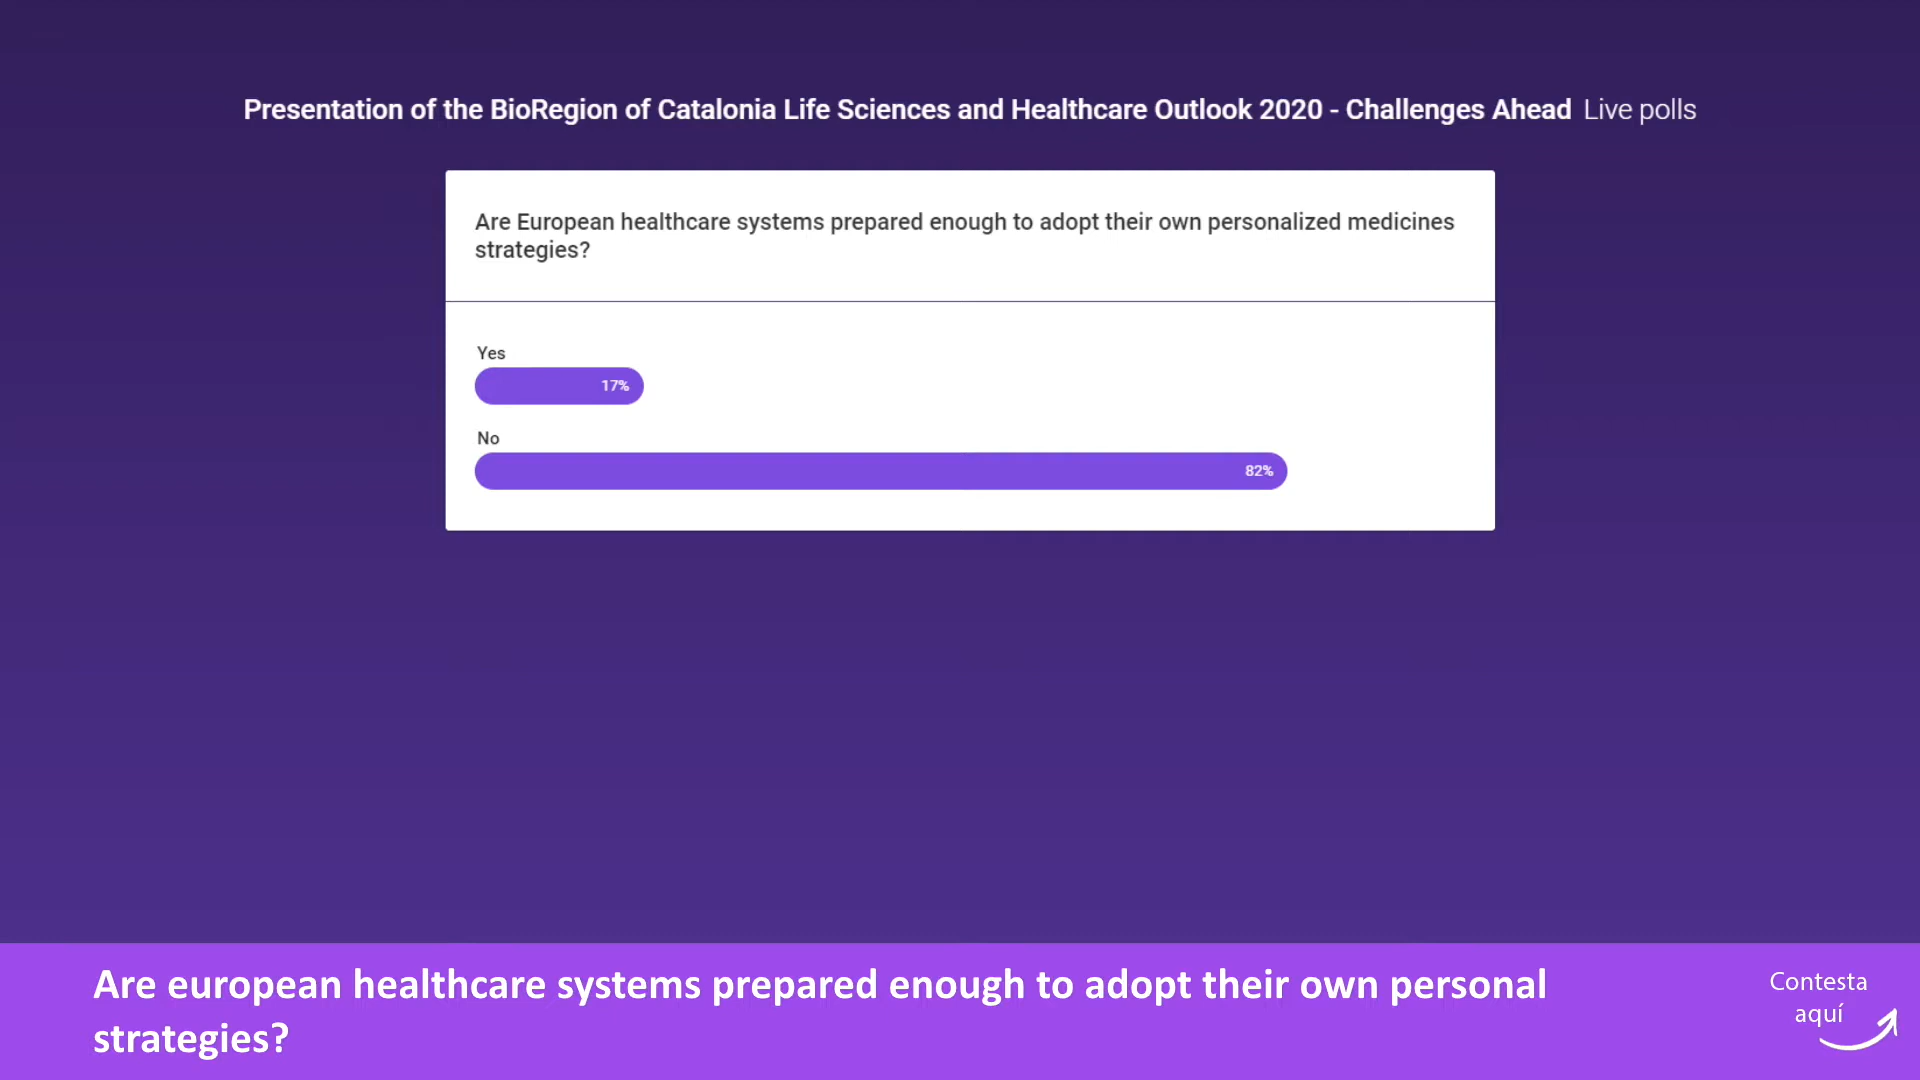 Presentation of the BioRegion of Catalonia Life Sciences and Healthcare Outlook 2020 - Challenges Ahead Live polls
Are European healthcare systems prepared enough to adopt their own personalized medicines
strategies?
Yes
17%
No
82%
Are european healthcare systems prepared enough to adopt their own personal
strategies?
Contesta
aquí